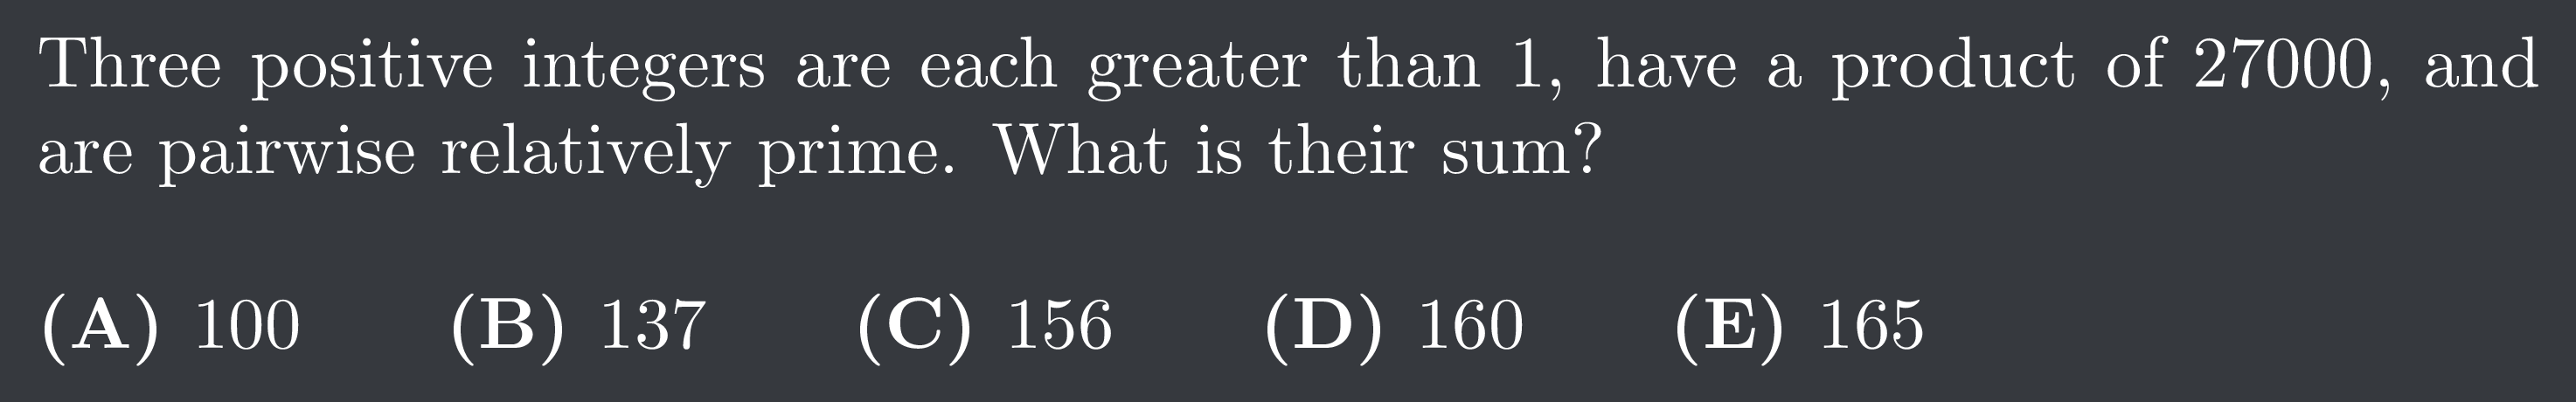 Three positive integers are each greater than 1, have a product of 27000, and
are pairwise relatively prime. What is their sum?
(A) 100 (B) 137 (C) 156 (D) 160 (E) 165